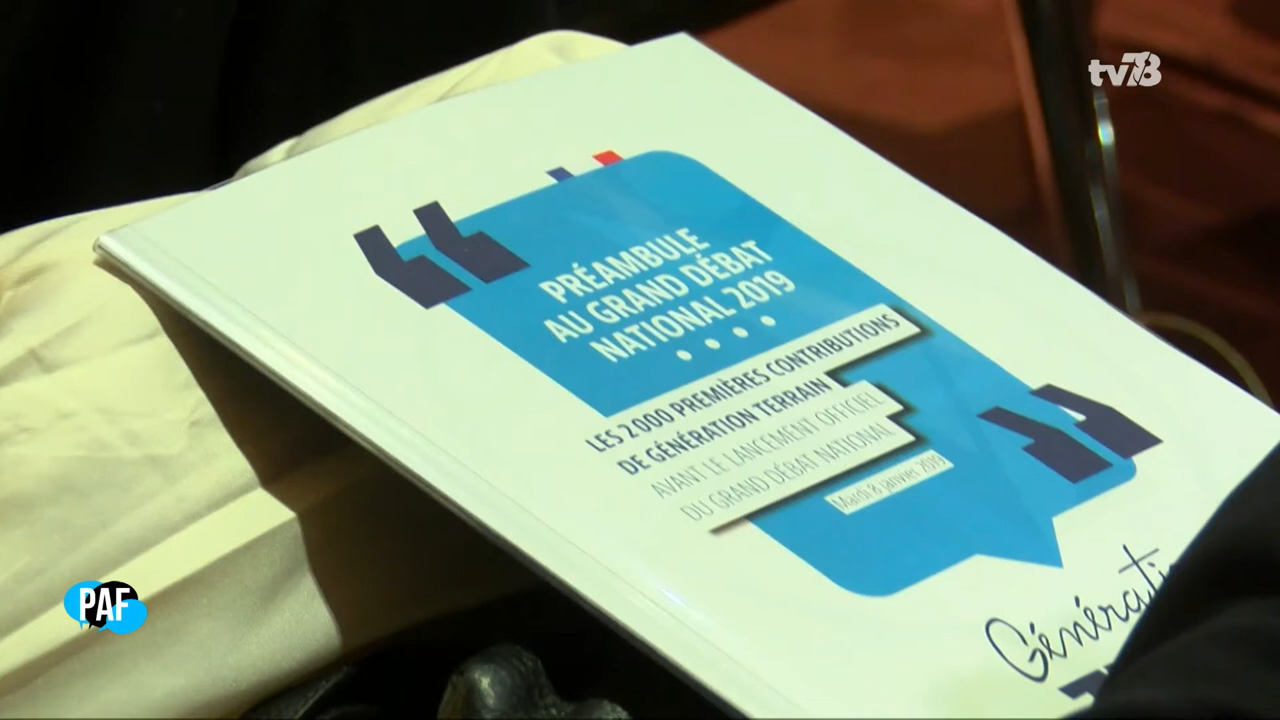 tv78
PRÉAMBULE
AU GRAND DÉBAT
NATIONAL 2019
LES 2000 PREMIÈRES CONTRIBUTIONS
DE GÉNÉRATION TERRAIN
AVANT LE LANCEMENT OFFICIEL
DU GRAND DÉBAT NATIONAL
Mardi 8 janvier 2019
PAF